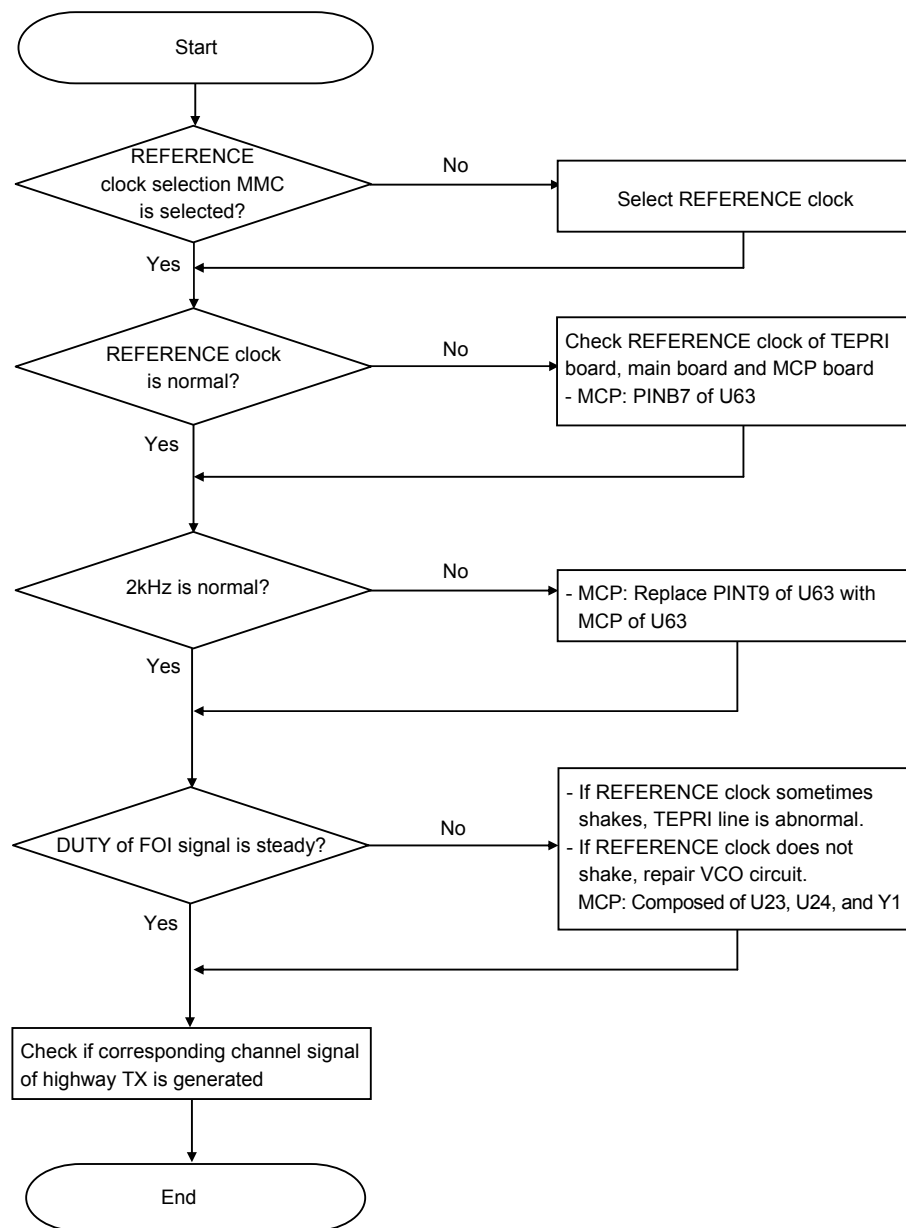 Start
REFERENCE
clock selection MMC
is selected?
No
Select REFERENCE clock
Yes
REFERENCE clock
is normal?
No
Check REFERENCE clock of TEPRI
board, main board and MCP board
- MCP: PINB7 of U63
Yes
2kHz is normal?
No
- MCP: Replace PINT9 of U63 with
MCP of U63
Yes
DUTY of FOI signal is steady?
No
- If REFERENCE clock sometimes
shakes, TEPRI line is abnormal.
- If REFERENCE clock does not
shake, repair VCO circuit.
MCP: Composed of U23, U24, and Y1
Yes
Check if corresponding channel signal
of highway TX is generated
End